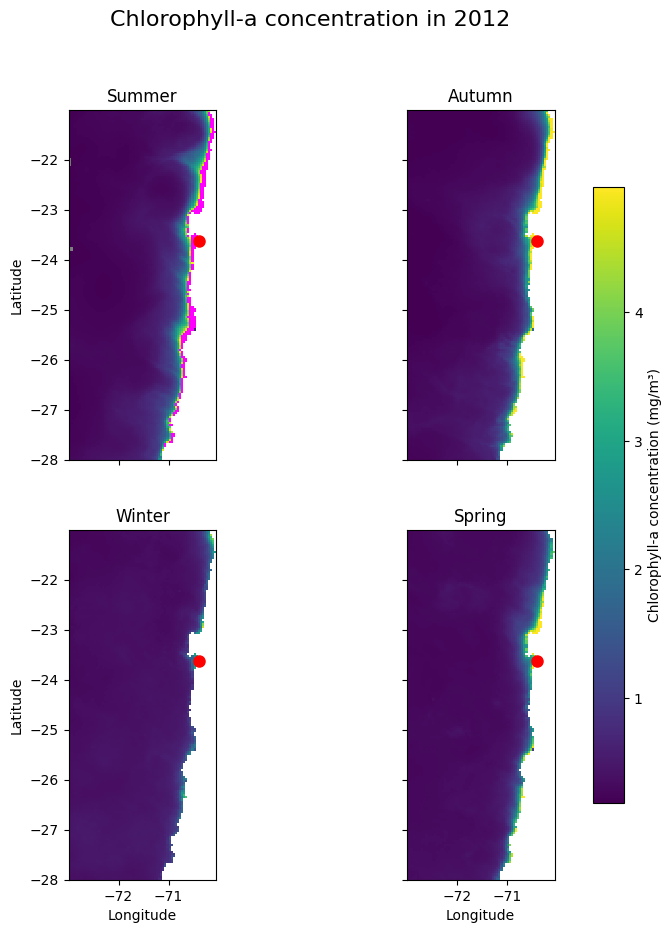 Chlorophyll-a concentration in 2012
Summer
Autumn
−22
−23
−24
−25
−26
−27
−28
Latitude
Winter
Spring
−22
−23
−24
−25
−26
−27
−28
Latitude
−72
−71
Longitude
−72
−71
Longitude
4
3
2
1
Chlorophyll-a concentration (mg/m³)